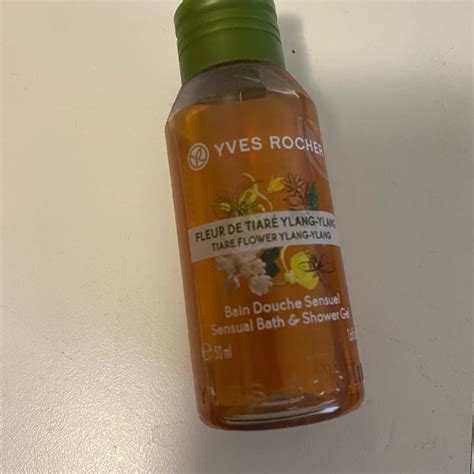 YVES ROCHER
FLEUR DE TIARÉ YLANG-YLANG
TIARE FLOWER YLANG-YLANG
Bain Douche Sensuel
Sensual Bath & Shower Gel
℮ 50 ml